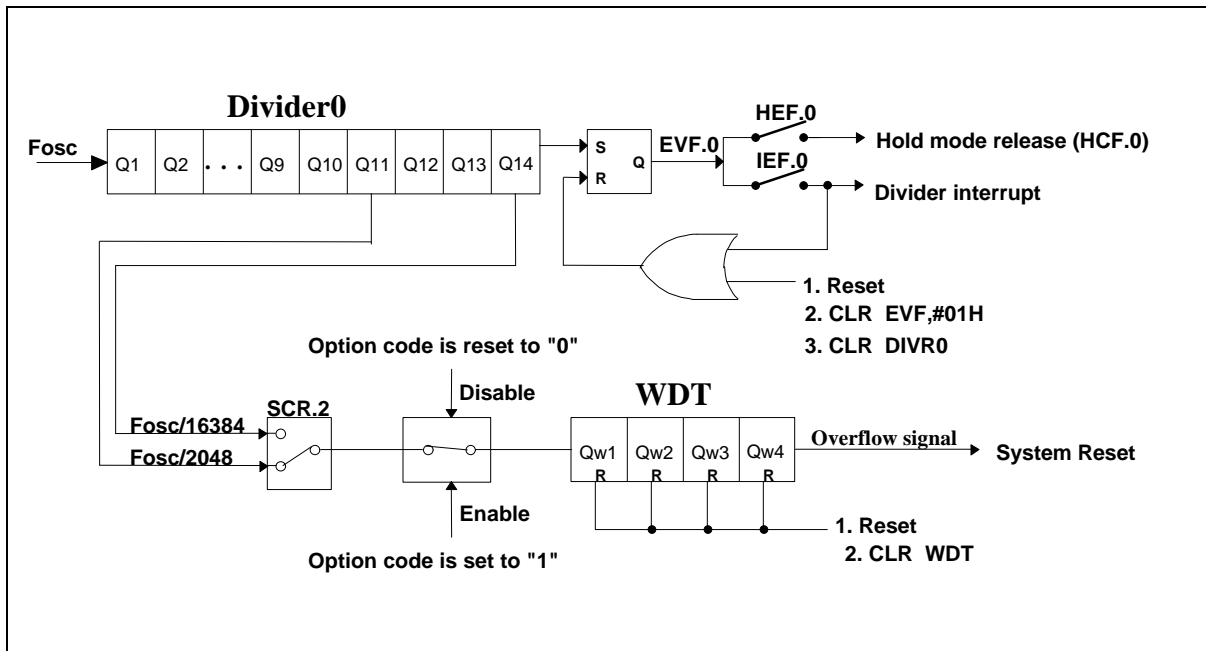 Divider0
Fosc
Q1 Q2 . . . Q9 Q10 Q11 Q12 Q13 Q14
S
R
Q
EVF.0
HEF.0
IEF.0
Hold mode release (HCF.0)
Divider interrupt
1. Reset
2. CLR EVF,#01H
3. CLR DIVR0
Option code is reset to "0"
Disable
SCR.2
Fosc/16384
Fosc/2048
Enable
Option code is set to "1"
WDT
Qw1 Qw2 Qw3 Qw4
R R R R
Overflow signal
System Reset
1. Reset
2. CLR WDT